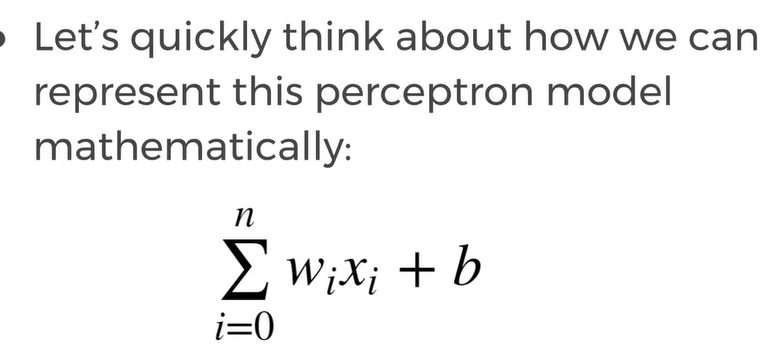 • Let’s quickly think about how we can
represent this perceptron model
mathematically:
n
∑ wᵢxᵢ + b
i=0